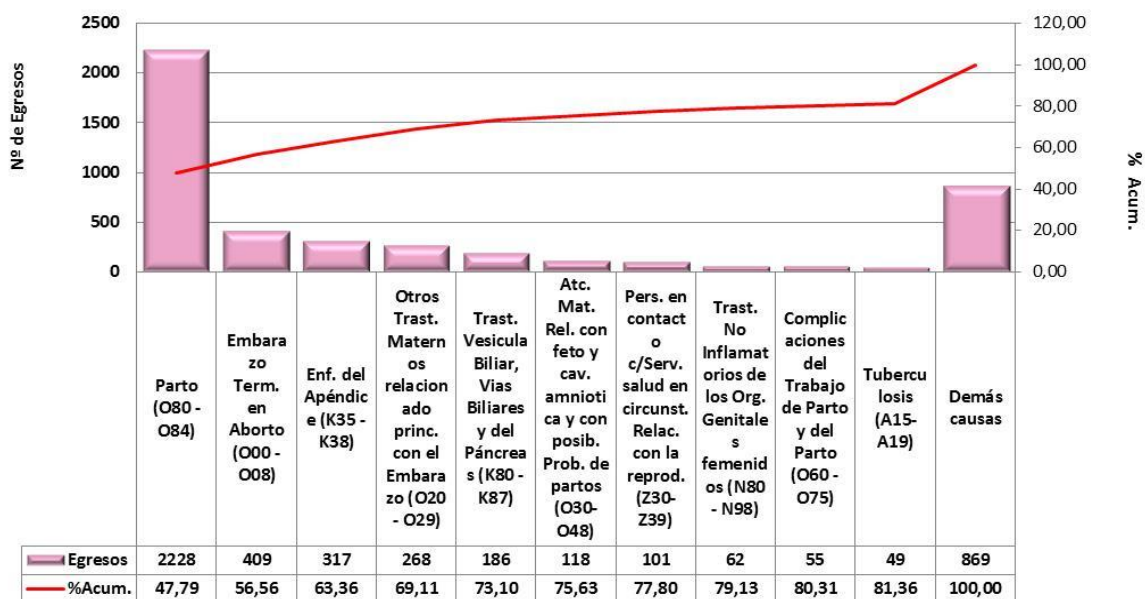 2500
2000
1500
1000
500
0
Nº de Egresos
120,00
100,00
80,00
60,00
40,00
20,00
0,00
% Acum.
Parto
(O80 -
O84)
Embara
zo
Term. en
Aborto
(O00 -
O08)
Enf. del
Apéndic
e (K35 -
K38)
Otros
Trast.
Matern
os
relacion
ado
princ.
con el
Embara
zo (O20
- O29)
Trast.
Vesicula
Biliar,
Vias
Biliares
y del
Páncrea
s (K80 -
K87)
Atc.
Mat.
Rel. con
feto y
cav.
amniot
ica y con
posib.
Prob. de
partos
(O30-
O48)
Pers. en
contact
o
c/Serv.
salud en
circunst.
Relac.
con la
reprod.
(Z30-
Z39)
Trast.
No
Inflamat
orios de
los Org.
Genitale
s
femenid
os (N80
- N98)
Complic
aciones
del
Trabajo
de Parto
y del
Parto
(O60 -
O75)
Tubercu
losis
(A15-
A19)
Demás
causas
Egresos 2228 409 317 268 186 118 101 62 55 49 869
%Acum. 47,79 56,56 63,36 69,11 73,10 75,63 77,80 79,13 80,31 81,36 100,00